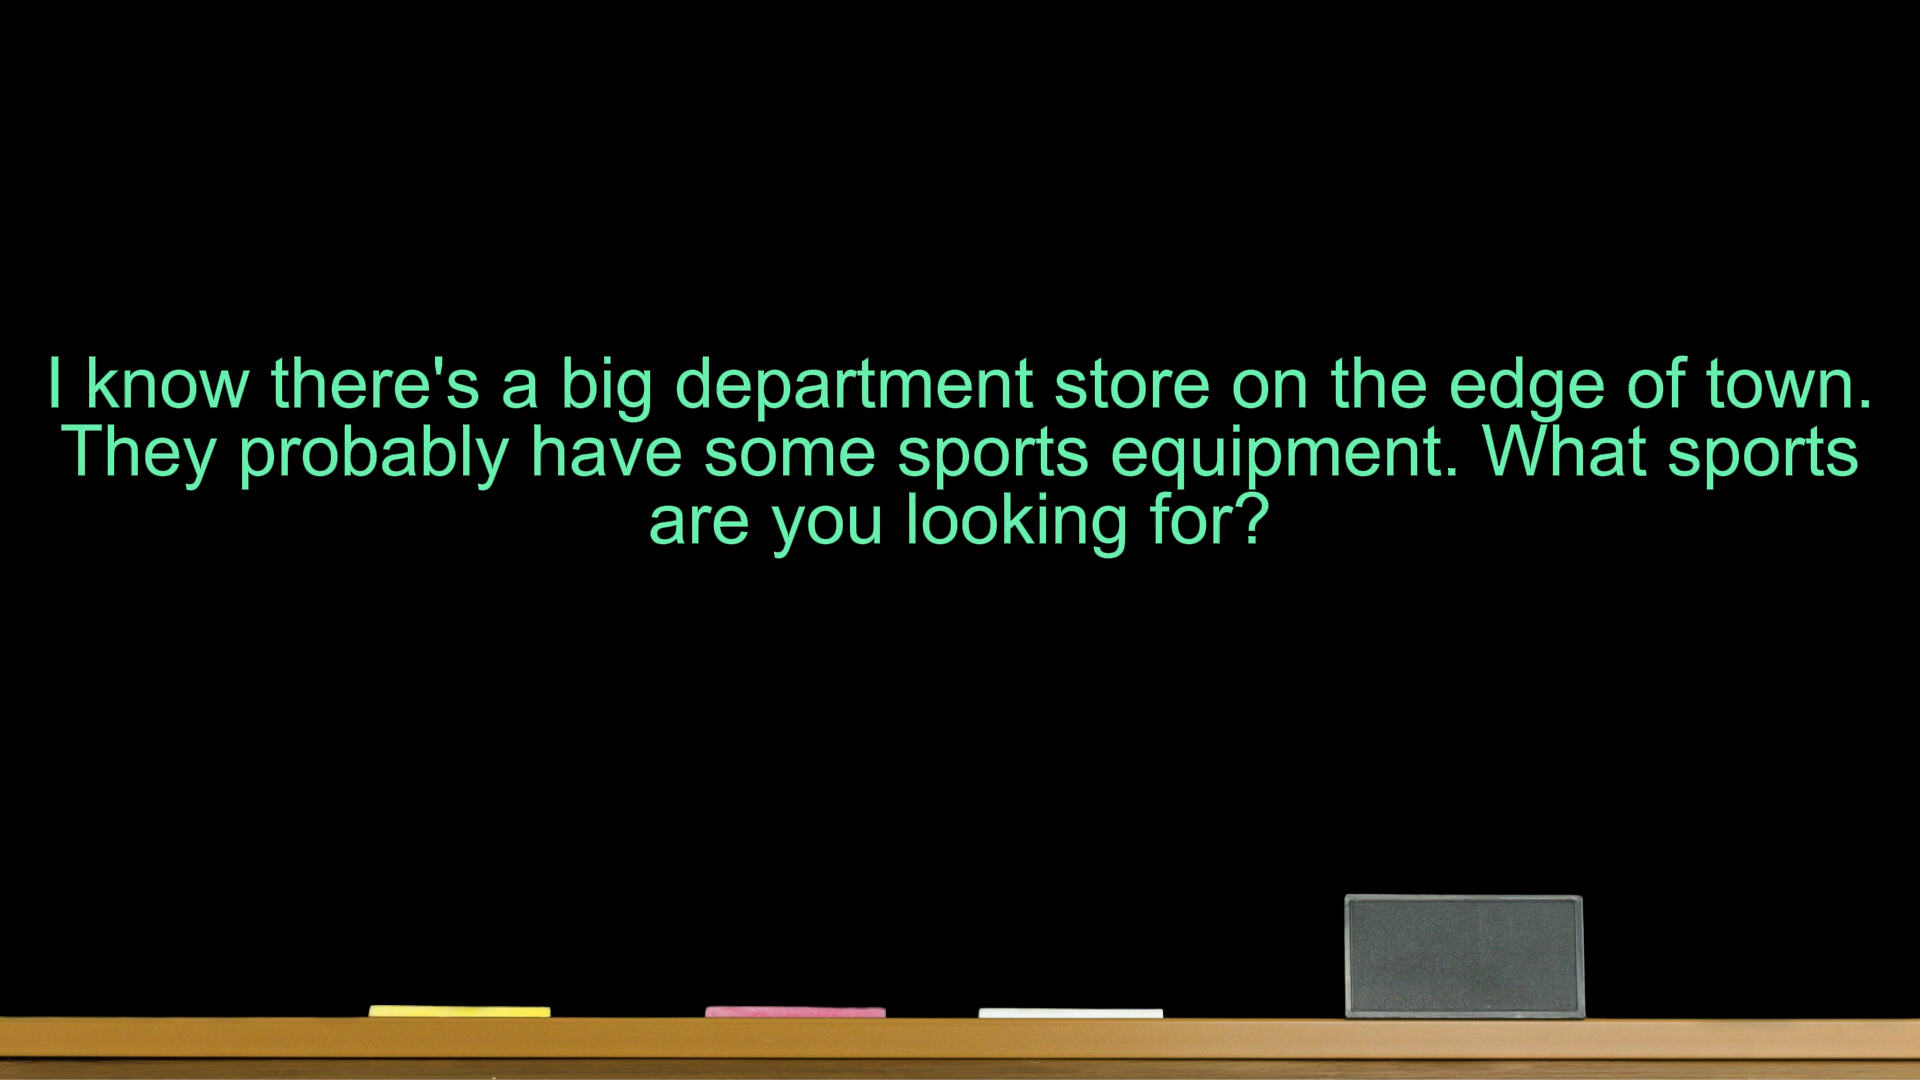 I know there's a big department store on the edge of town.
They probably have some sports equipment. What sports
are you looking for?